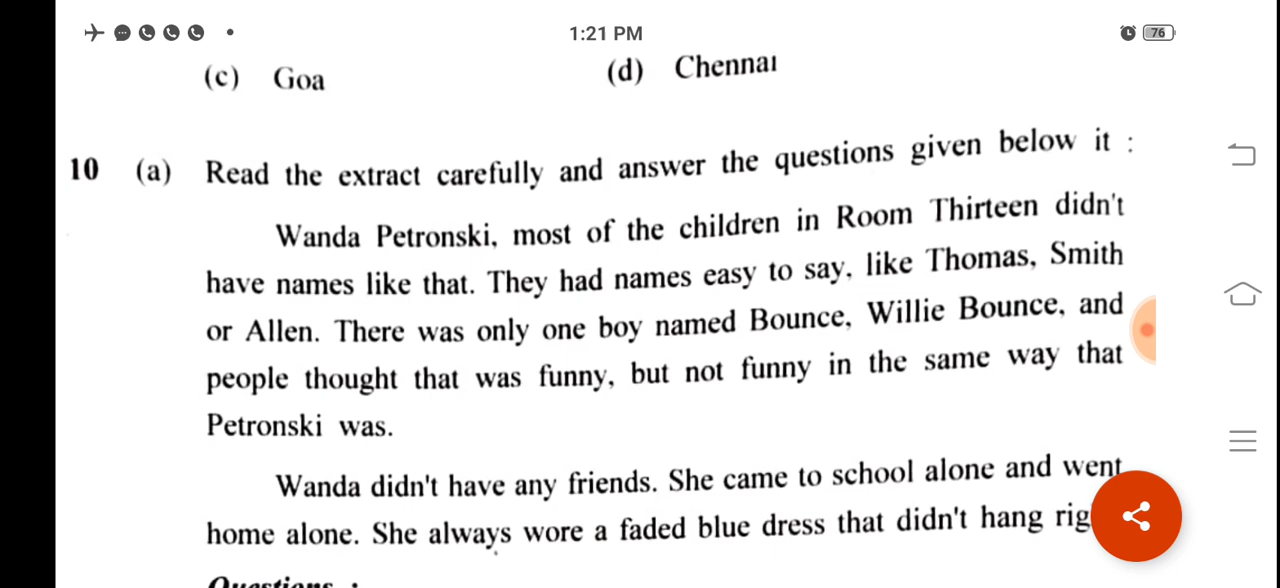 1:21 PM
76
(c) Goa (d) Chennai
10 (a) Read the extract carefully and answer the questions given below it :
Wanda Petronski, most of the children in Room Thirteen didn't
have names like that. They had names easy to say, like Thomas, Smith
or Allen. There was only one boy named Bounce, Willie Bounce, and
people thought that was funny, but not funny in the same way that
Petronski was.
Wanda didn't have any friends. She came to school alone and went
home alone. She always wore a faded blue dress that didn't hang rig
Questions :